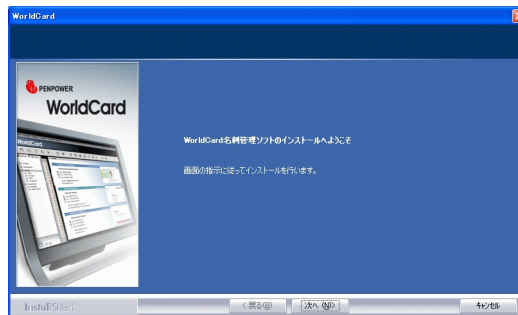 WorldCard
PENPOWER
WorldCard
WorldCard名刺管理ソフトのインストールへようこそ
画面の指示に従ってインストールを行います。
InstallShield
< 戻る(B)
次へ (N)>
キャンセル